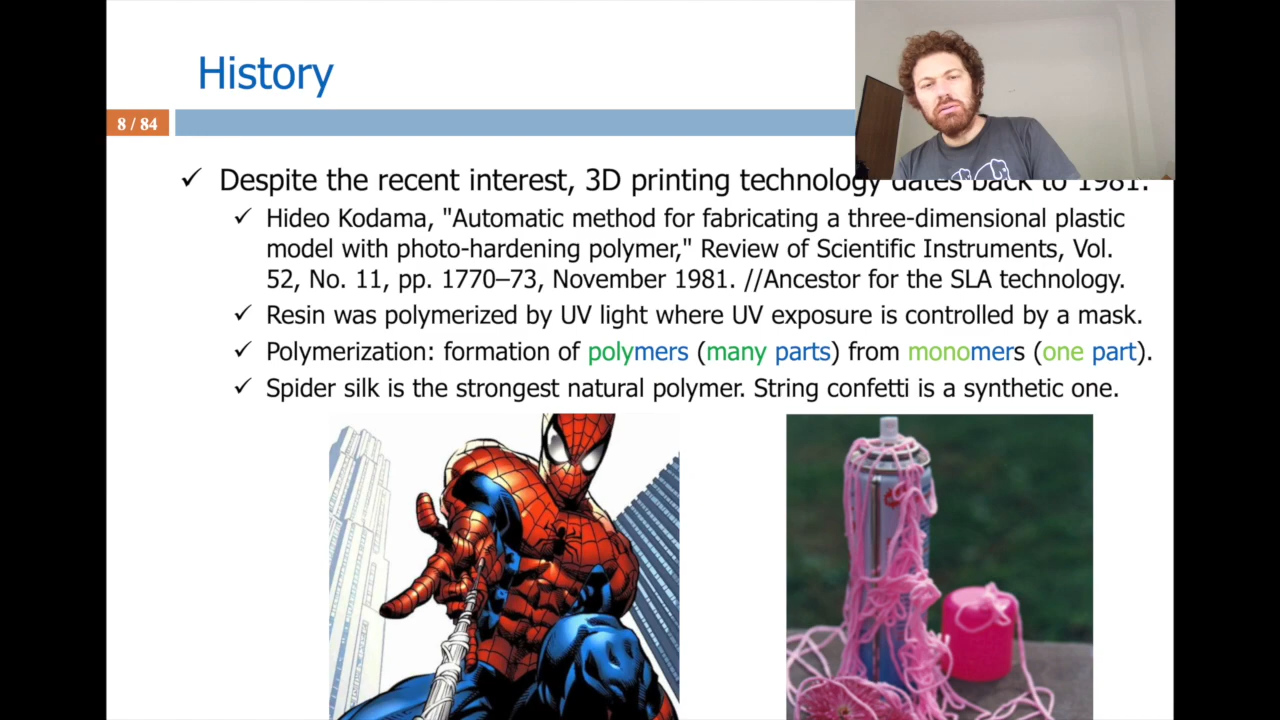 History
8 / 84
✓ Despite the recent interest, 3D printing technology dates back to 1981.
✓ Hideo Kodama, "Automatic method for fabricating a three-dimensional plastic
model with photo-hardening polymer," Review of Scientific Instruments, Vol.
52, No. 11, pp. 1770–73, November 1981. //Ancestor for the SLA technology.
✓ Resin was polymerized by UV light where UV exposure is controlled by a mask.
✓ Polymerization: formation of polymers (many parts) from monomers (one part).
✓ Spider silk is the strongest natural polymer. String confetti is a synthetic one.